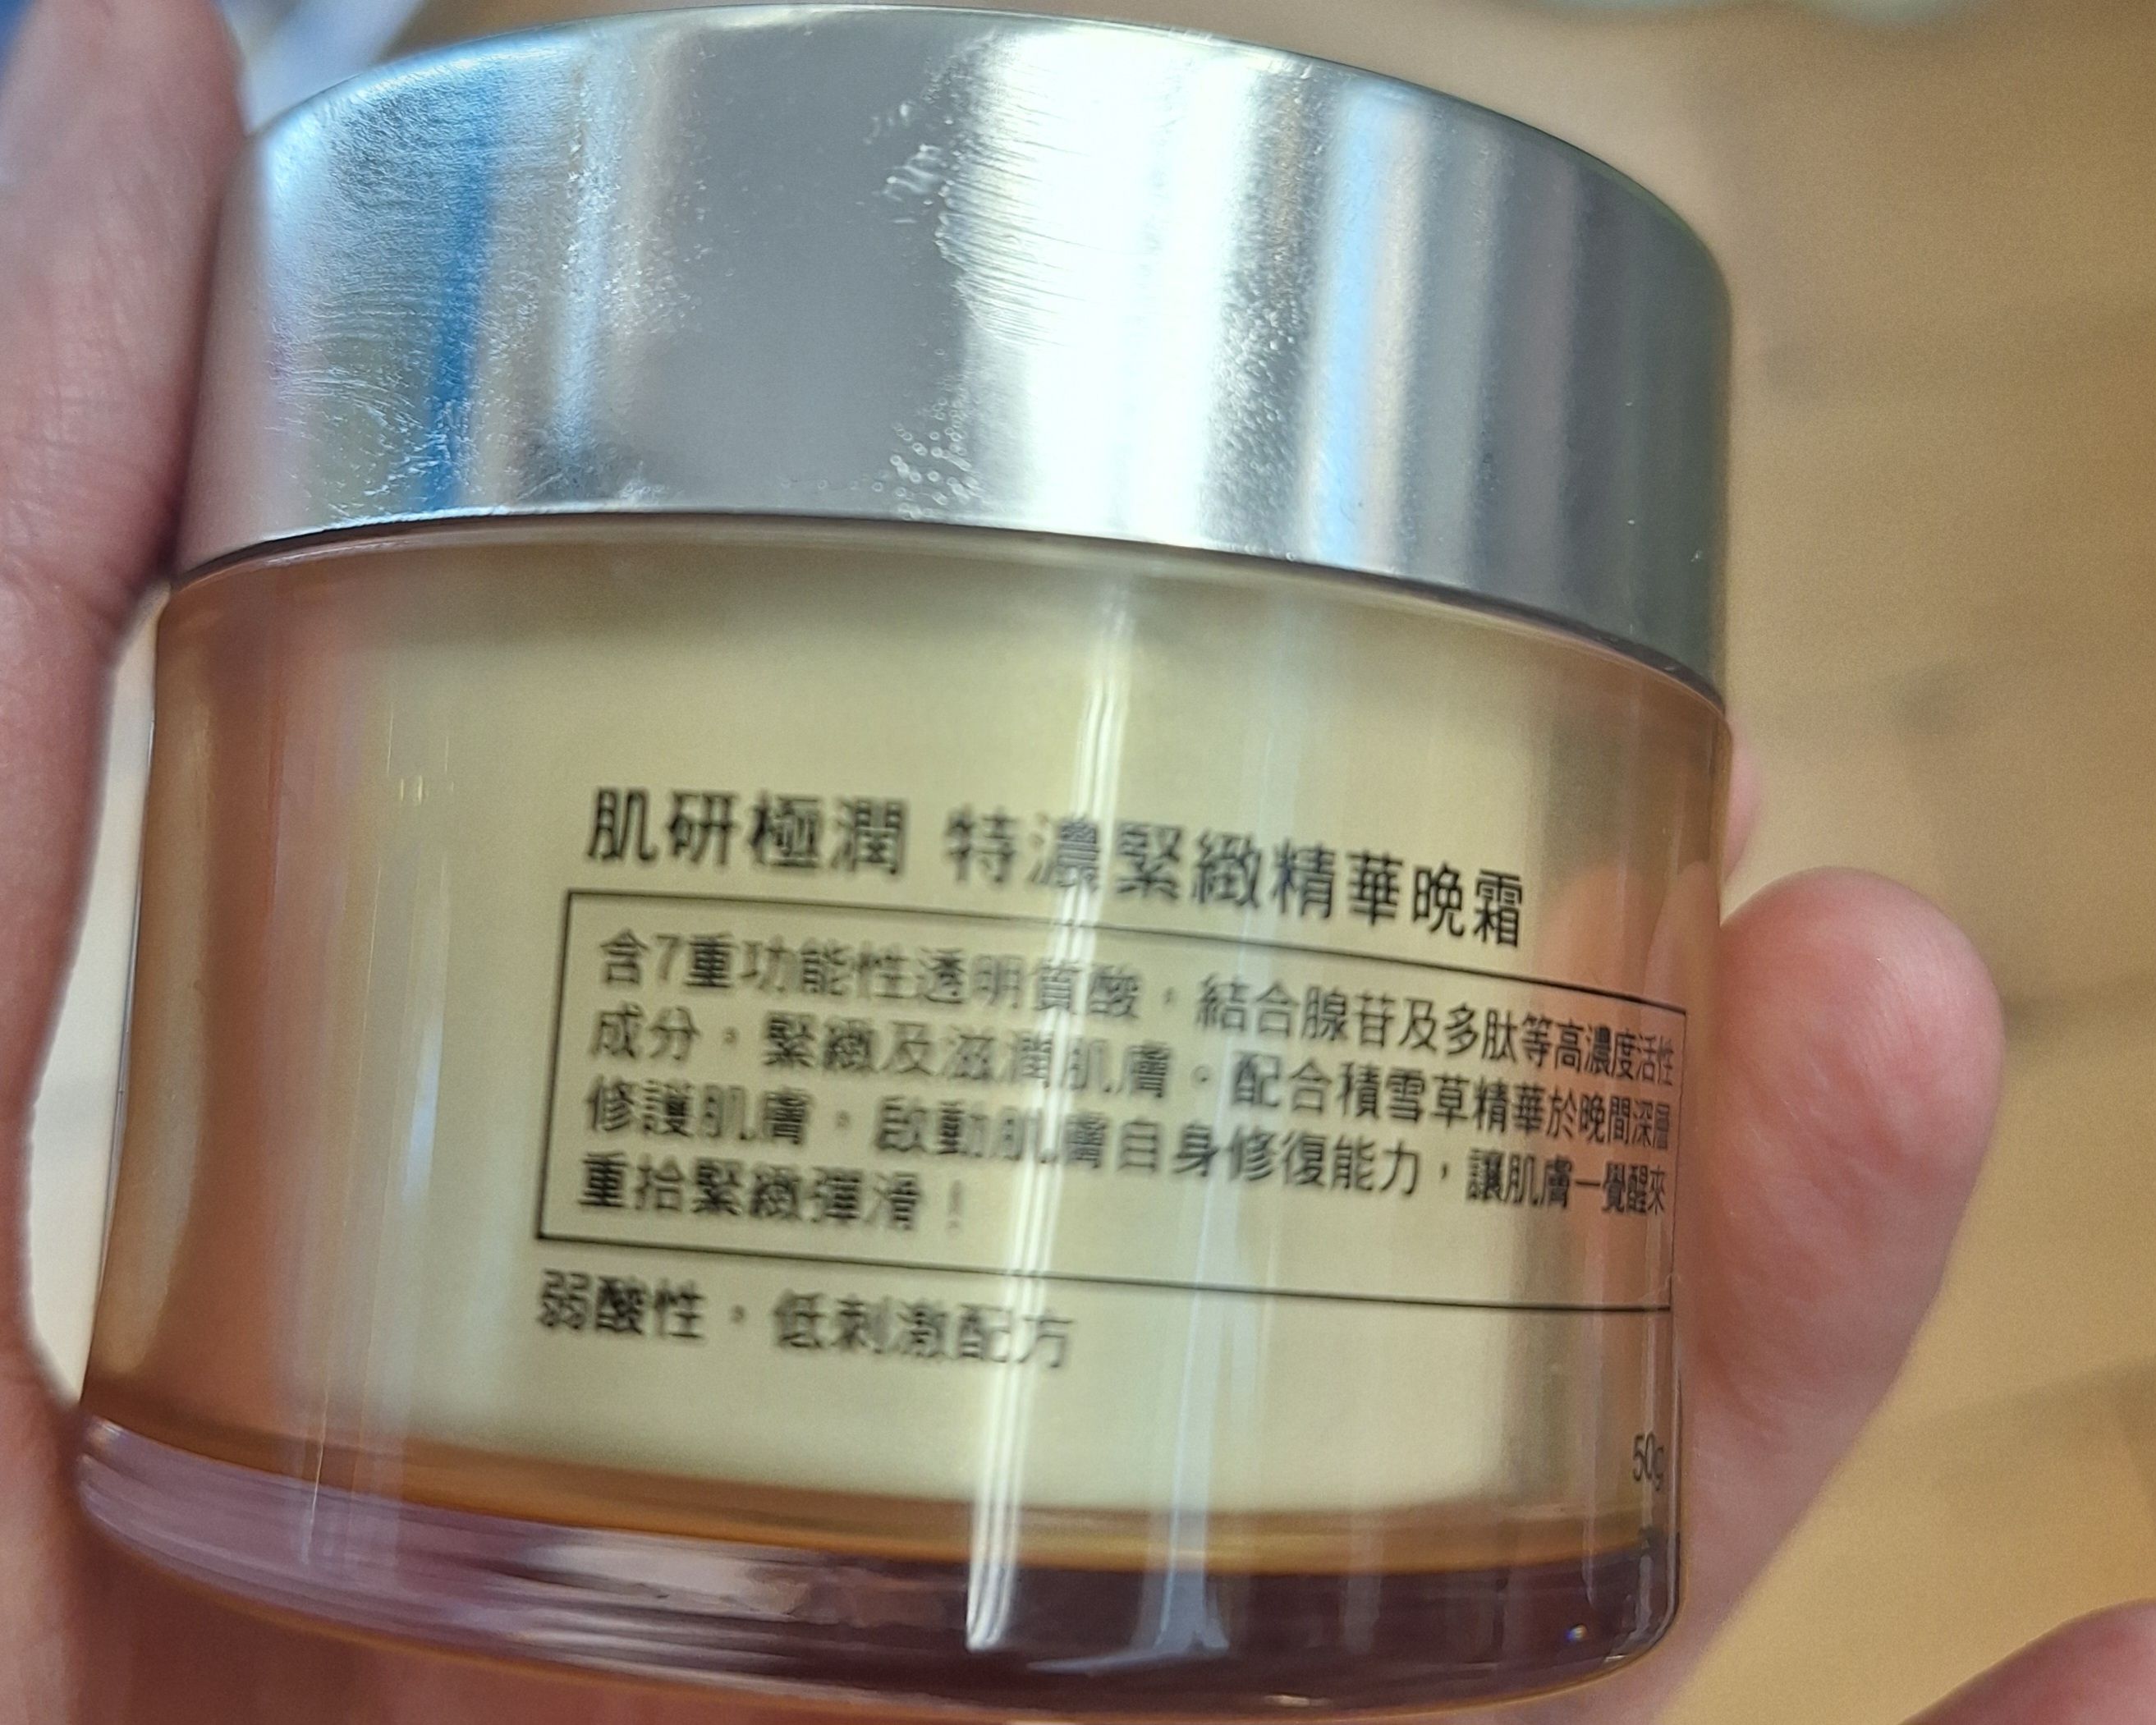 肌研極潤 特濃緊緻精華晚霜
含7重功能性透明質酸，結合腺苷及多肽等高濃度活性
成分，緊緻及滋潤肌膚。配合積雪草精華於晚間深層
修護肌膚，啟動肌膚自身修復能力，讓肌膚一覺醒來
重拾緊緻彈滑！
弱酸性，低刺激配方
50g